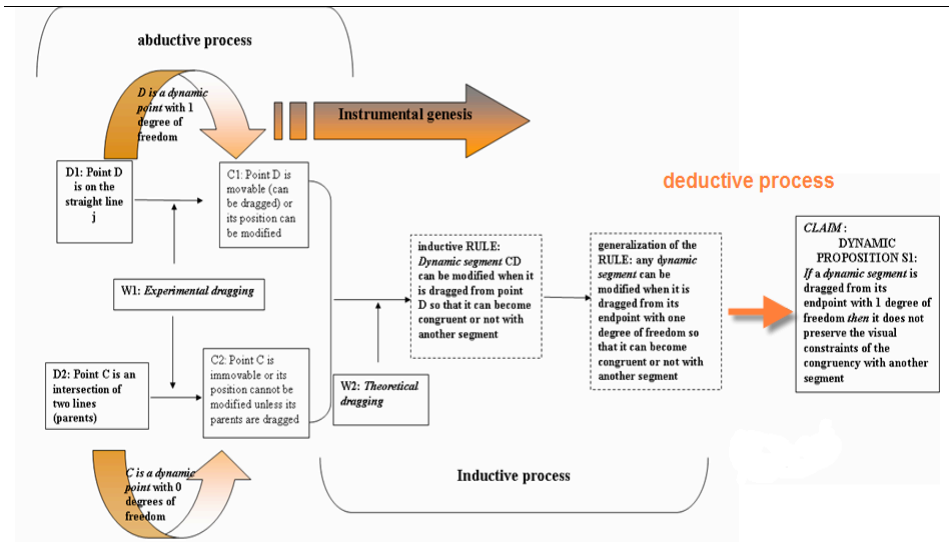 abductive process
D is a dynamic
point with 1
degree of
freedom
Instrumental genesis
D1: Point D
is on the
straight line
j
C1: Point D is
movable (can
be dragged) or
its position can
be modified
deductive process
W1: Experimental dragging
inductive RULE:
Dynamic segment CD
can be modified when it
is dragged from point
D so that it can become
congruent or not with
another segment
generalization of the
RULE: any dynamic
segment can be
modified when it is
dragged from its
endpoint with one
degree of freedom so
that it can become
congruent or not with
another segment
CLAIM :
DYNAMIC
PROPOSITION S1:
If a dynamic segment is
dragged from its
endpoint with 1 degree of
freedom then it does not
preserve the visual
constraints of the
congruency with another
segment
D2: Point C is an
intersection of
two lines
(parents)
C2: Point C is
immovable or its
position cannot be
modified unless its
parents are dragged
W2: Theoretical
dragging
C is a dynamic
point with 0
degrees of
freedom
Inductive process